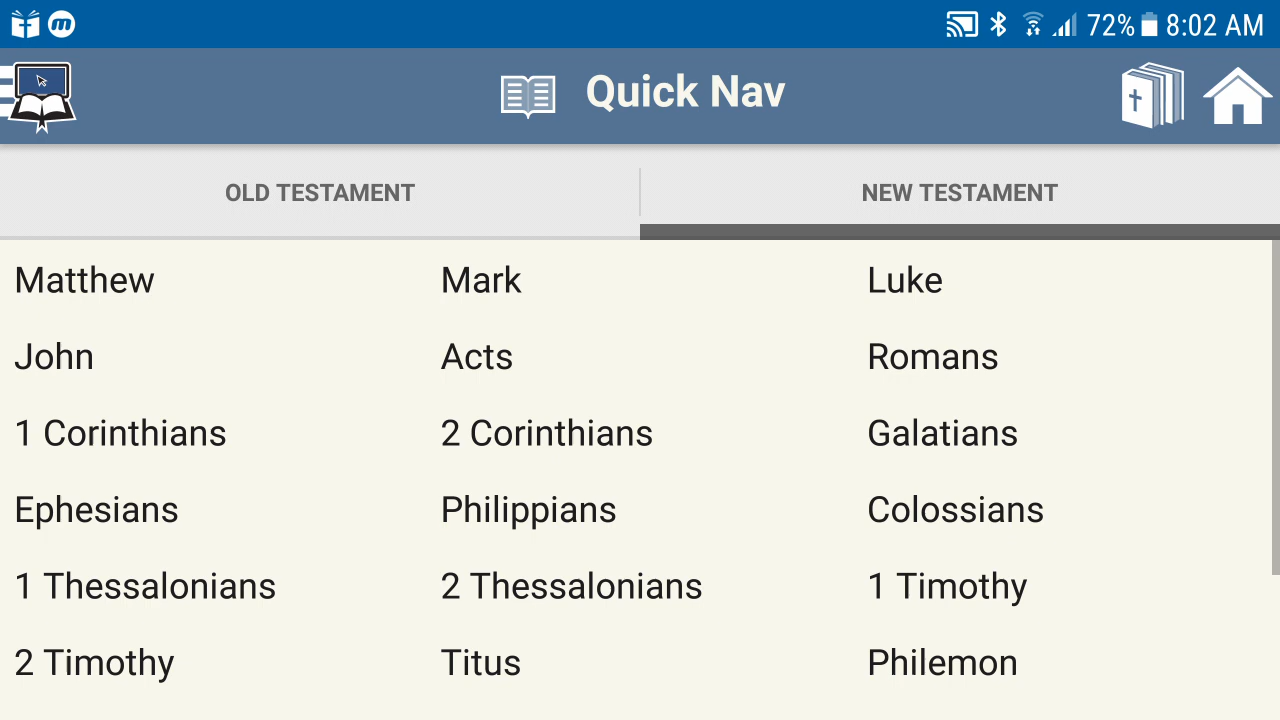 72% 8:02 AM
Quick Nav
OLD TESTAMENT NEW TESTAMENT
Matthew Mark Luke
John Acts Romans
1 Corinthians 2 Corinthians Galatians
Ephesians Philippians Colossians
1 Thessalonians 2 Thessalonians 1 Timothy
2 Timothy Titus Philemon